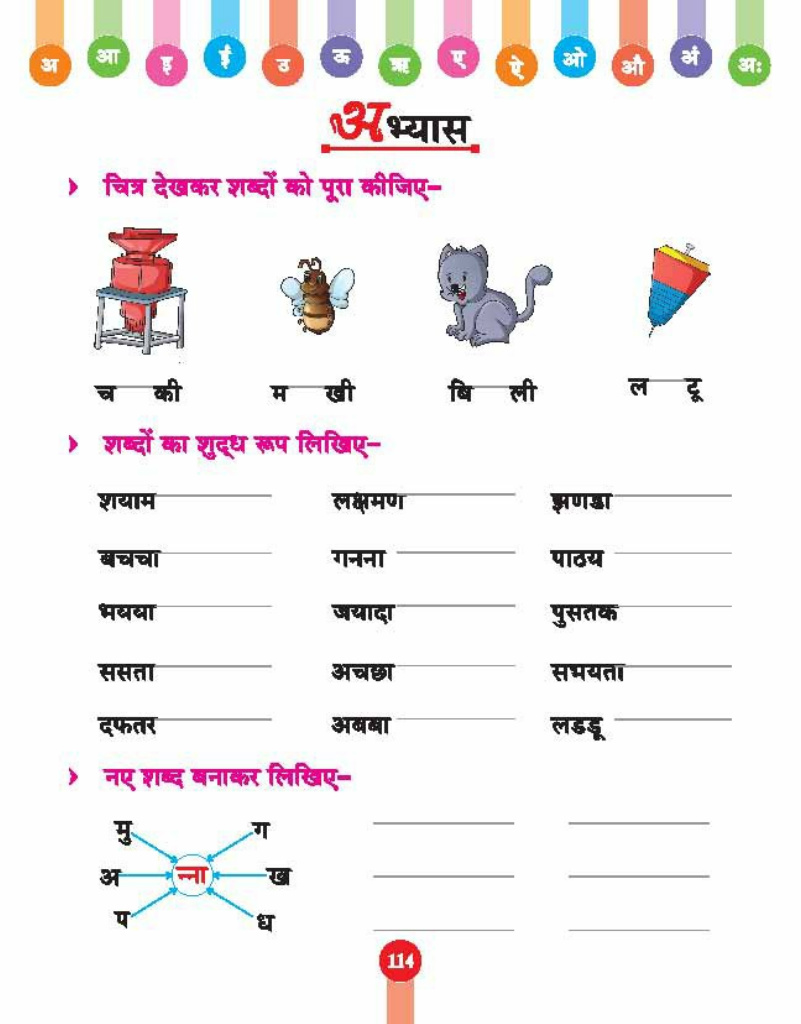 अ आ इ ई उ ऊ ऋ ए ऐ ओ औ अं अः
अभ्यास
चित्र देखकर शब्दों को पूरा कीजिए–
च की म खी बि ली ल टू
शब्दों का शुद्ध रूप लिखिए–
शयाम लक्षमण झणडा
बचचा गनना पाठय
भबबा जयादा पुसतक
ससता अचछा सभयता
दफतर अबबा लडडू
नए शब्द बनाकर लिखिए–
मु ग
अ न्ना ख
प ध
114